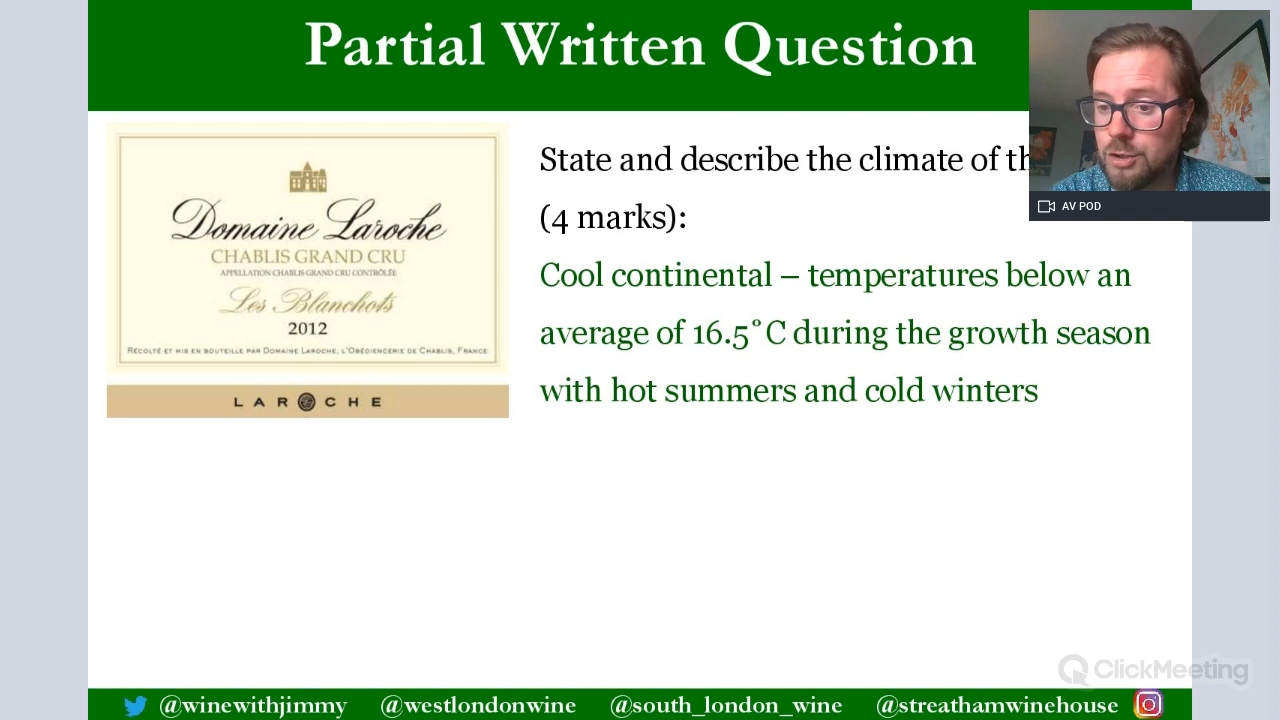 Partial Written Question
Domaine Laroche
CHABLIS GRAND CRU
APPELLATION CHABLIS GRAND CRU CONTRÔLÉE
Les Blanchots
2012
RÉCOLTÉ ET MIS EN BOUTEILLE PAR DOMAINE LAROCHE, L'OBÉDIENCERIE DE CHABLIS, FRANCE
LAROCHE
State and describe the climate of
(4 marks):
Cool continental – temperatures below an
average of 16.5˚C during the growth season
with hot summers and cold winters
AV POD
ClickMeeting
@winewithjimmy @westlondonwine @south_london_wine @streathamwinehouse